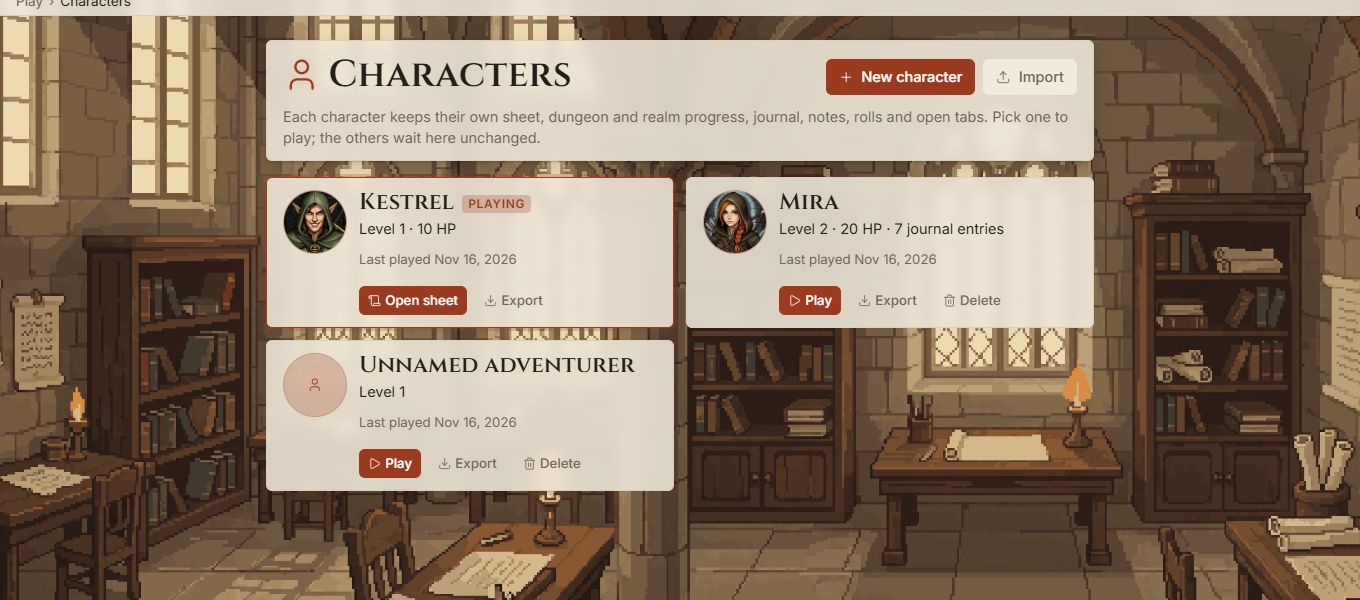 Play › Characters
Characters
New character
Import
Each character keeps their own sheet, dungeon and realm progress, journal, notes, rolls and open tabs. Pick one to
play; the others wait here unchanged.
Kestrel PLAYING
Level 1 · 10 HP
Last played Nov 16, 2026
Open sheet Export
Mira
Level 2 · 20 HP · 7 journal entries
Last played Nov 16, 2026
Play Export Delete
Unnamed adventurer
Level 1
Last played Nov 16, 2026
Play Export Delete